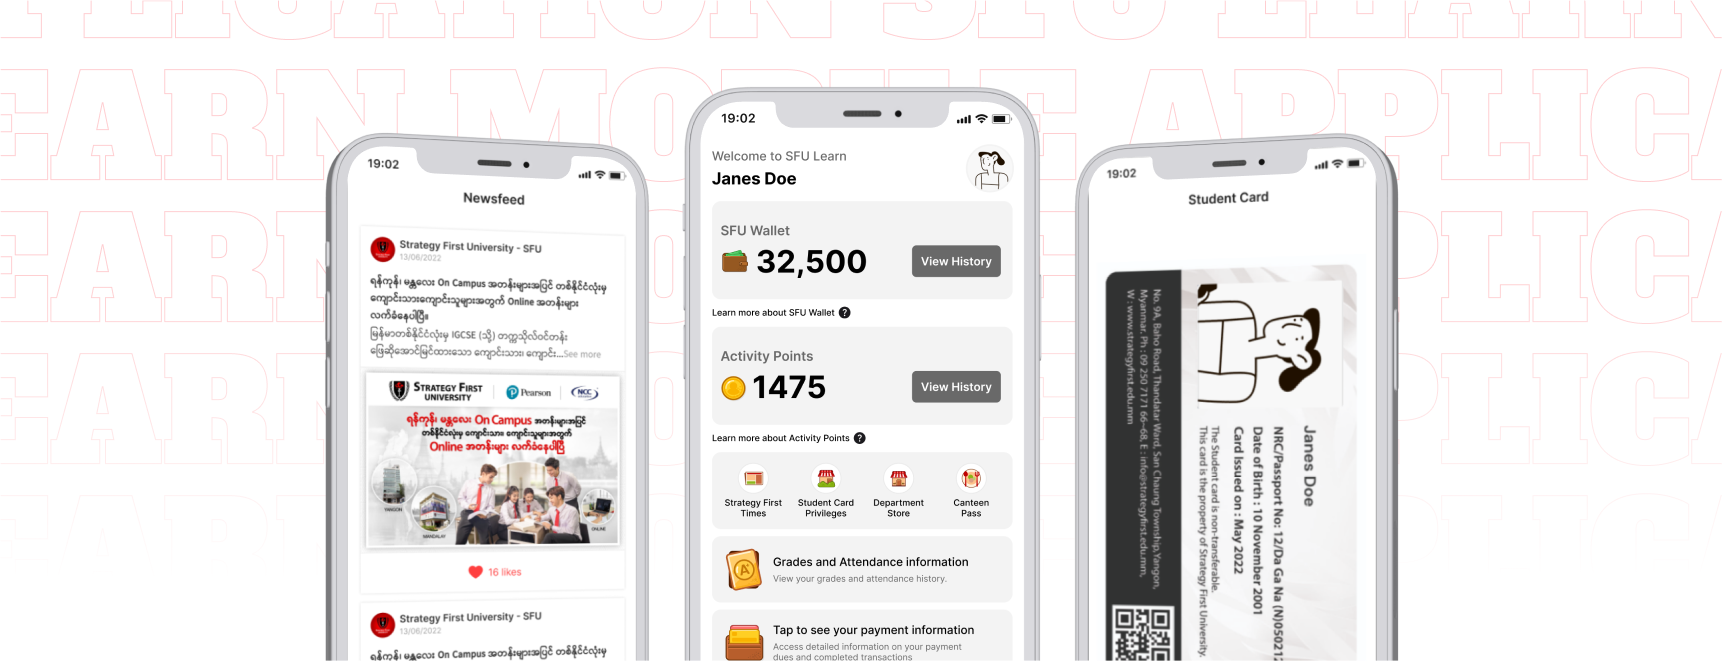 PLICATION SFU LEARN
EARN MOBILE APPLICA
EARN
APPLICA
EARN
APPLICA
19:02
Newsfeed
Strategy First University - SFU
13/06/2022
ရန်ကုန်၊ မန္တလေး On Campus အတန်းများအပြင် တစ်နိုင်ငံလုံးမှ
ကျောင်းသားကျောင်းသူများအတွက် Online အတန်းများ
လက်ခံနေပါပြီ။
မြန်မာတစ်နိုင်ငံလုံးမှ IGCSE (သို့) တက္ကသိုလ်ဝင်တန်း
ဖြေဆိုအောင်မြင်ထားသော ကျောင်းသား၊ ကျောင်း...See more
STRATEGY FIRST
UNIVERSITY
Pearson
NCC
ရန်ကုန်၊ မန္တလေး On Campus အတန်းများအပြင်
တစ်နိုင်ငံလုံးမှ ကျောင်းသား၊ ကျောင်းသူများအတွက်
Online အတန်းများ လက်ခံနေပါပြီ
YANGON
MANDALAY
ONLINE
16 likes
Strategy First University - SFU
13/06/2022
ရန်ကုန်၊ မန္တလေး On Campus အတန်းများအပြင် တစ်နိုင်ငံလုံးမှ
19:02
Welcome to SFU Learn
Janes Doe
SFU Wallet
32,500
View History
Learn more about SFU Wallet ?
Activity Points
1475
View History
Learn more about Activity Points ?
Strategy First
Times
Student Card
Privileges
Department
Store
Canteen
Pass
Grades and Attendance information
View your grades and attendance history.
Tap to see your payment information
Access detailed information on your payment
dues and completed transactions
19:02
Student Card
Janes Doe
NRC/Passport No: 12/Da Ga Na (N)050212
Date of Birth : 10 November 2001
Card Issued on : May 2022
The Student card is non-transferable.
This card is the property of Strategy First University.
No. 9A, Baho Road, Thandatar Ward, San Chaung Township, Yangon,
Myanmar. Ph : 09 250 7171 66~68, E : info@strategyfirst.edu.mm,
W : www.strategyfirst.edu.mm